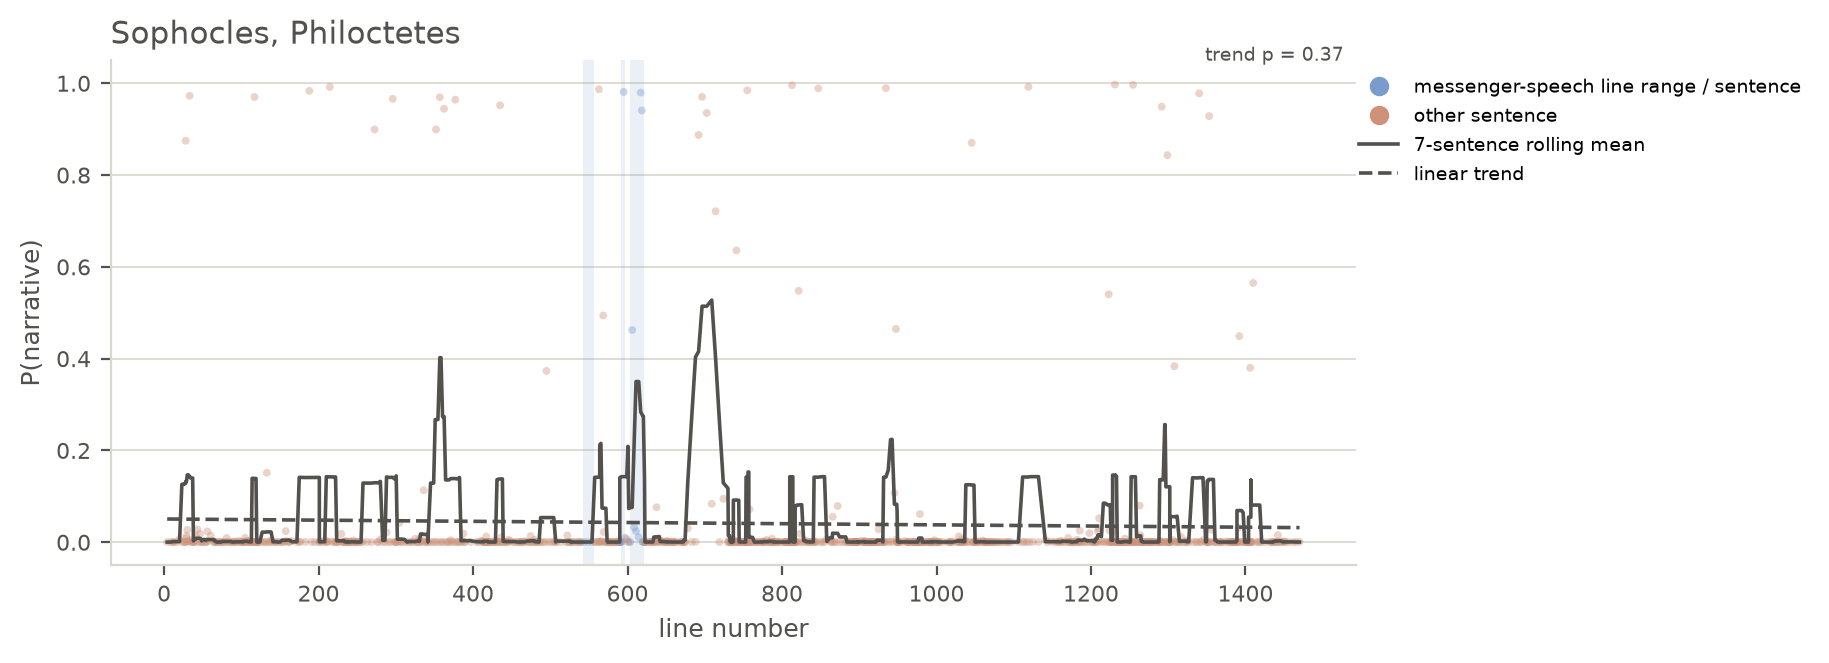 Sophocles, Philoctetes
trend p = 0.37
messenger-speech line range / sentence
other sentence
7-sentence rolling mean
linear trend
P(narrative)
1.0
0.8
0.6
0.4
0.2
0.0
0 200 400 600 800 1000 1200 1400
line number